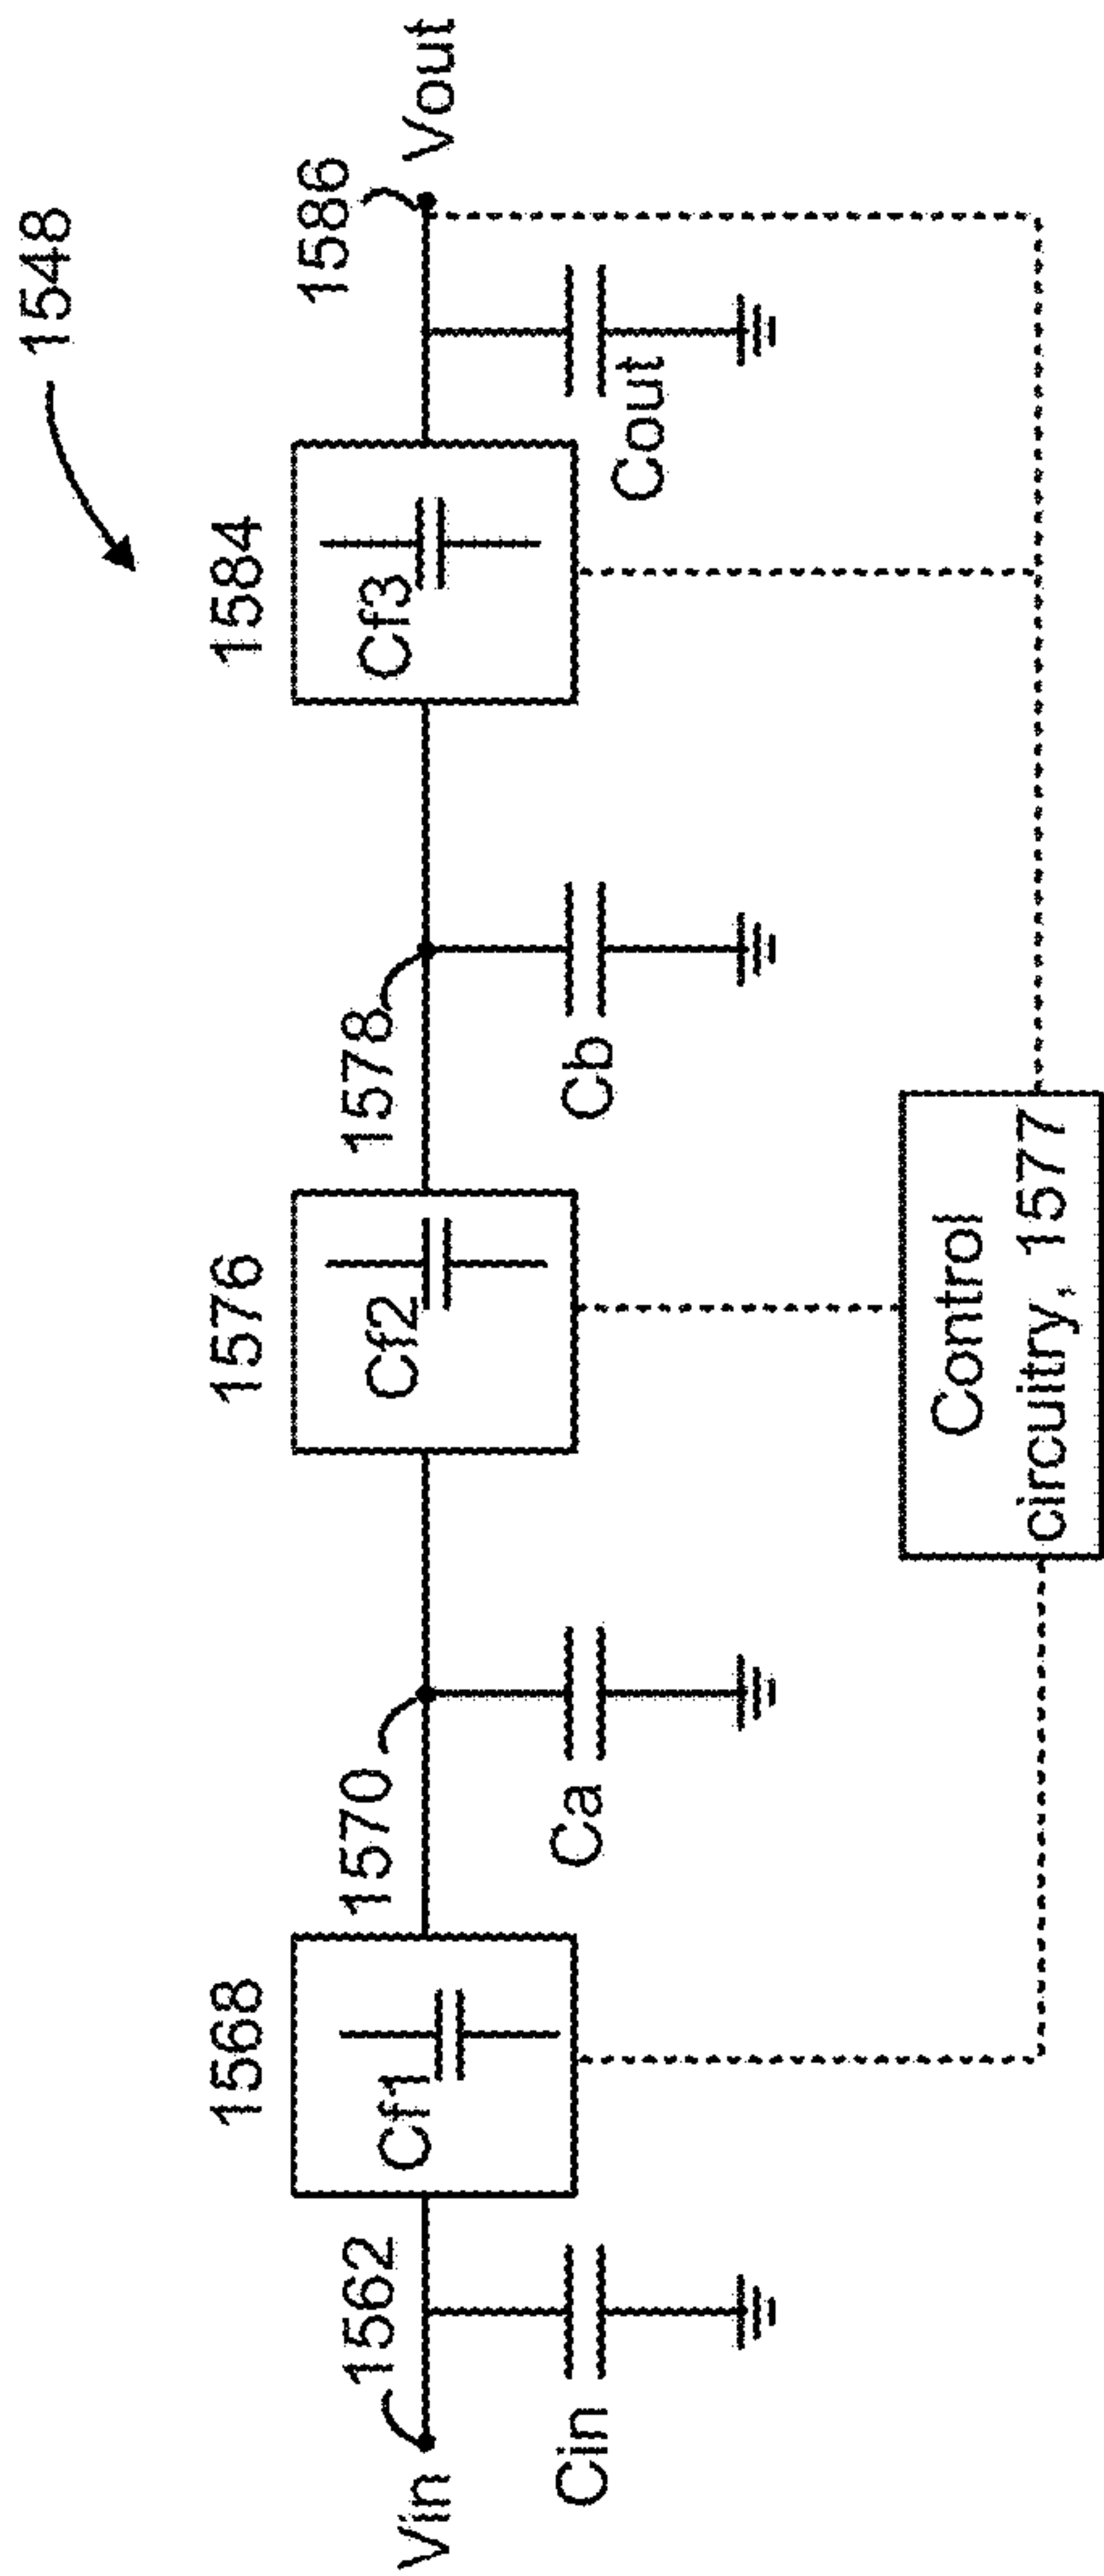 1548
1568
1576
1584
1562
1570
1578
1586
Vin
Cf1
Cf2
Cf3
Vout
Cin
Ca
Cb
Cout
Control
circuitry, 1577